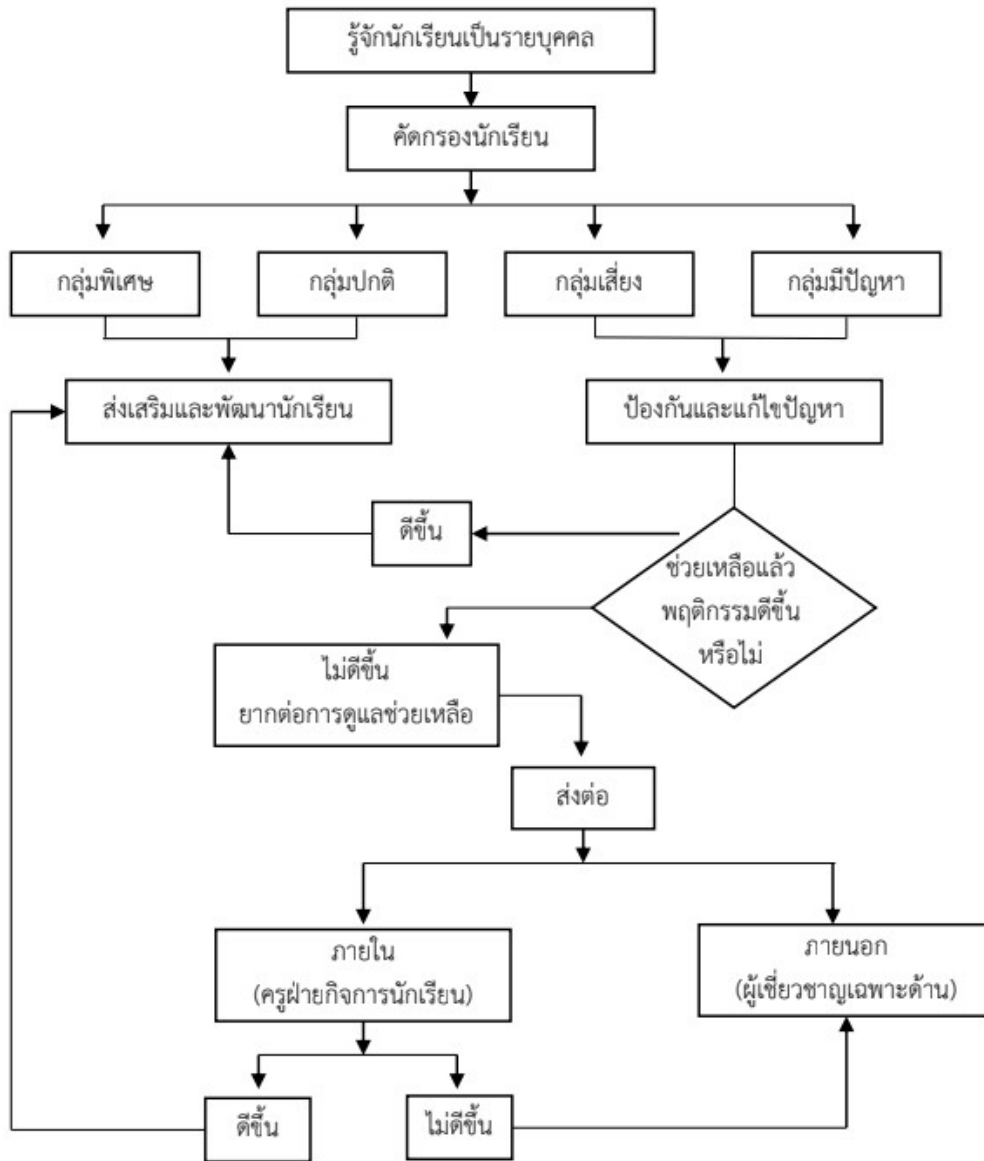 รู้จักนักเรียนเป็นรายบุคคล
คัดกรองนักเรียน
กลุ่มพิเศษ
กลุ่มปกติ
กลุ่มเสี่ยง
กลุ่มมีปัญหา
ส่งเสริมและพัฒนานักเรียน
ป้องกันและแก้ไขปัญหา
ดีขึ้น
ช่วยเหลือแล้ว
พฤติกรรมดีขึ้น
หรือไม่
ไม่ดีขึ้น
ยากต่อการดูแลช่วยเหลือ
ส่งต่อ
ภายใน
(ครูฝ่ายกิจการนักเรียน)
ภายนอก
(ผู้เชี่ยวชาญเฉพาะด้าน)
ดีขึ้น
ไม่ดีขึ้น